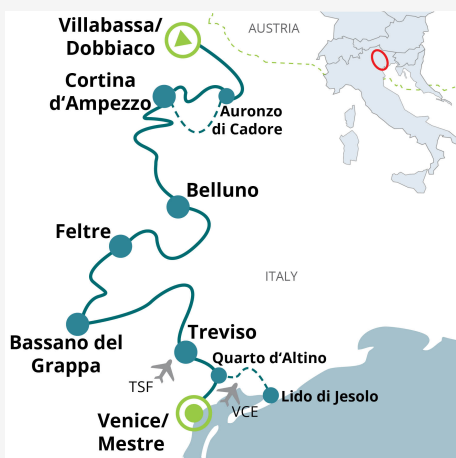 Villabassa/
Dobbiaco
AUSTRIA
Cortina
d‘Ampezzo
Auronzo
di Cadore
Belluno
Feltre
ITALY
Bassano del
Grappa
Treviso
Quarto d‘Altino
TSF
Lido di Jesolo
VCE
Venice/
Mestre